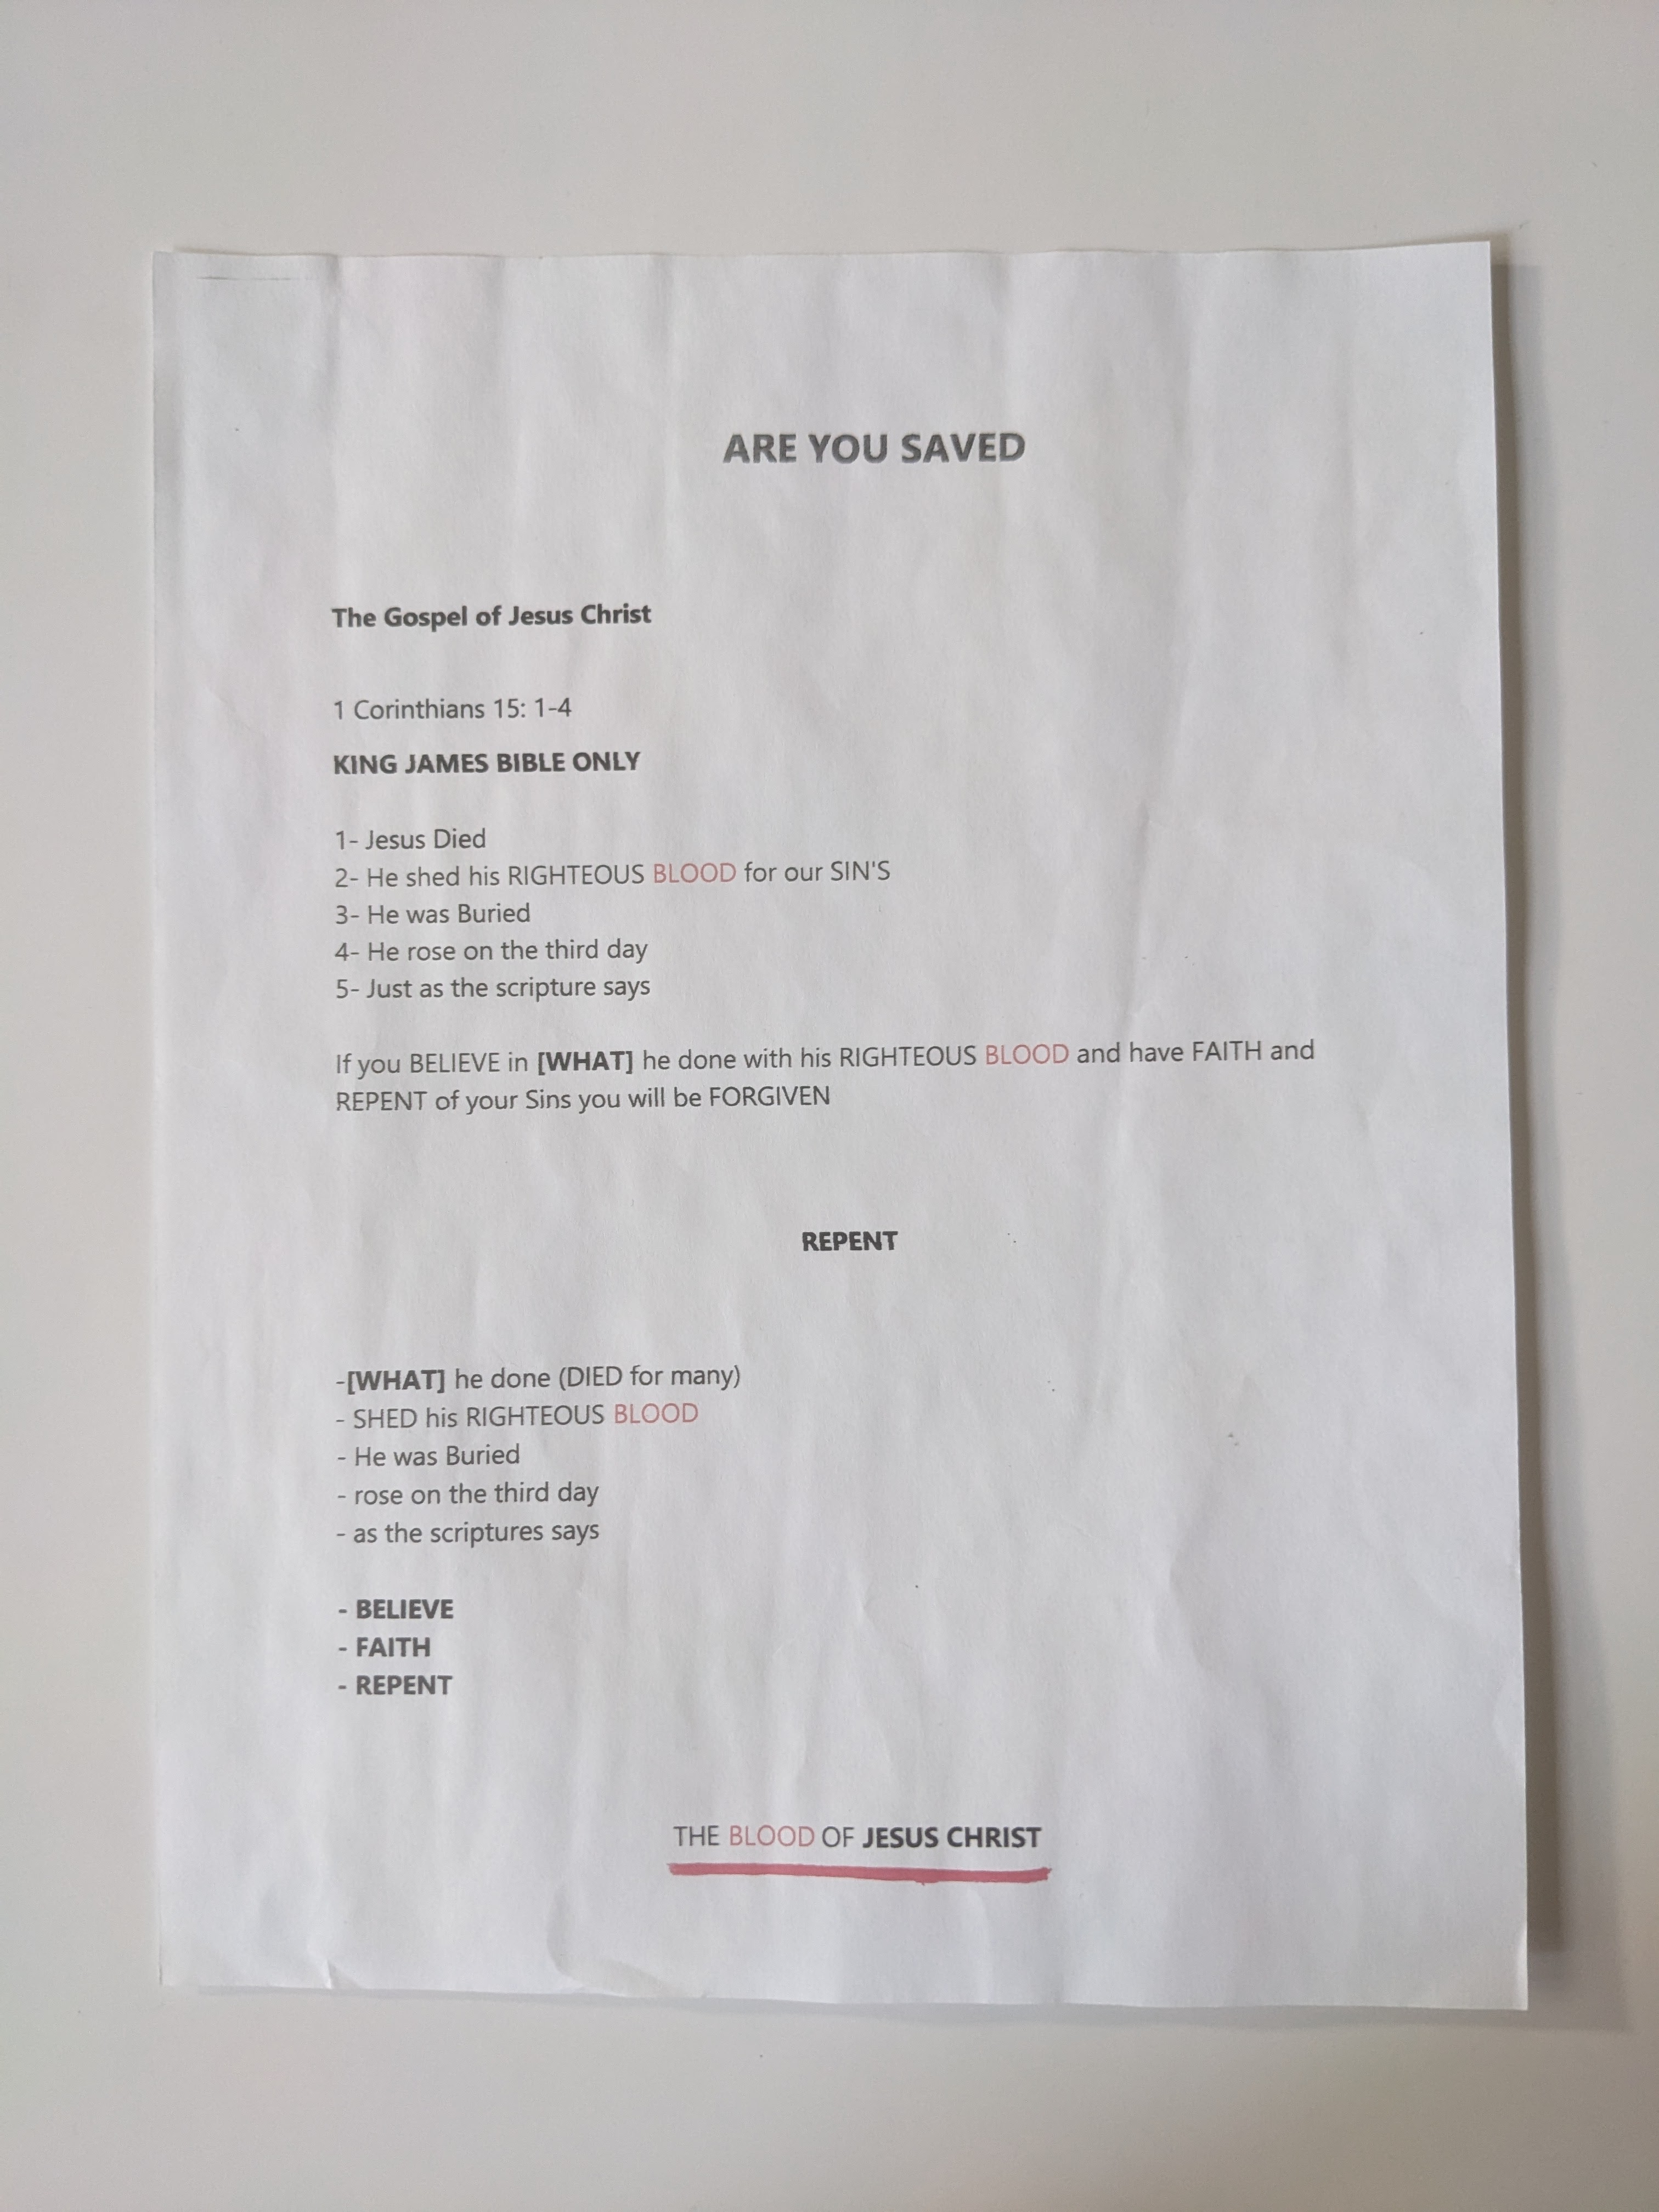 ARE YOU SAVED
The Gospel of Jesus Christ
1 Corinthians 15: 1-4
KING JAMES BIBLE ONLY
1- Jesus Died
2- He shed his RIGHTEOUS BLOOD for our SIN'S
3- He was Buried
4- He rose on the third day
5- Just as the scripture says
If you BELIEVE in [WHAT] he done with his RIGHTEOUS BLOOD and have FAITH and
REPENT of your Sins you will be FORGIVEN
REPENT
-[WHAT] he done (DIED for many)
- SHED his RIGHTEOUS BLOOD
- He was Buried
- rose on the third day
- as the scriptures says
- BELIEVE
- FAITH
- REPENT
THE BLOOD OF JESUS CHRIST